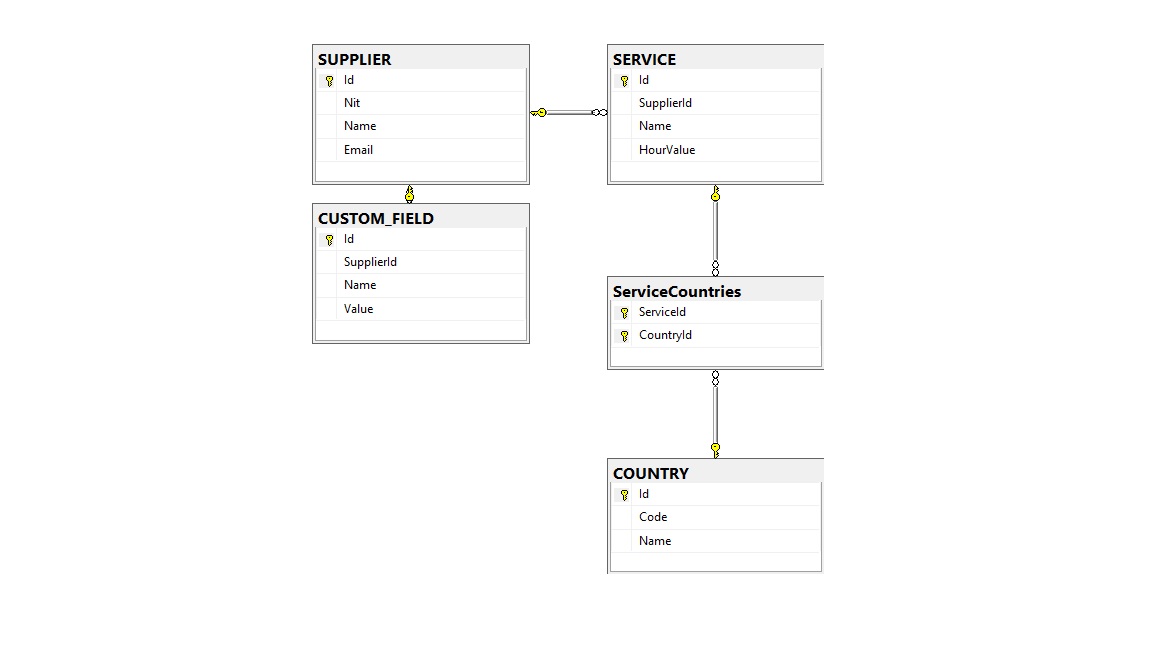 SUPPLIER
Id
Nit
Name
Email
SERVICE
Id
SupplierId
Name
HourValue
CUSTOM_FIELD
Id
SupplierId
Name
Value
ServiceCountries
ServiceId
CountryId
COUNTRY
Id
Code
Name